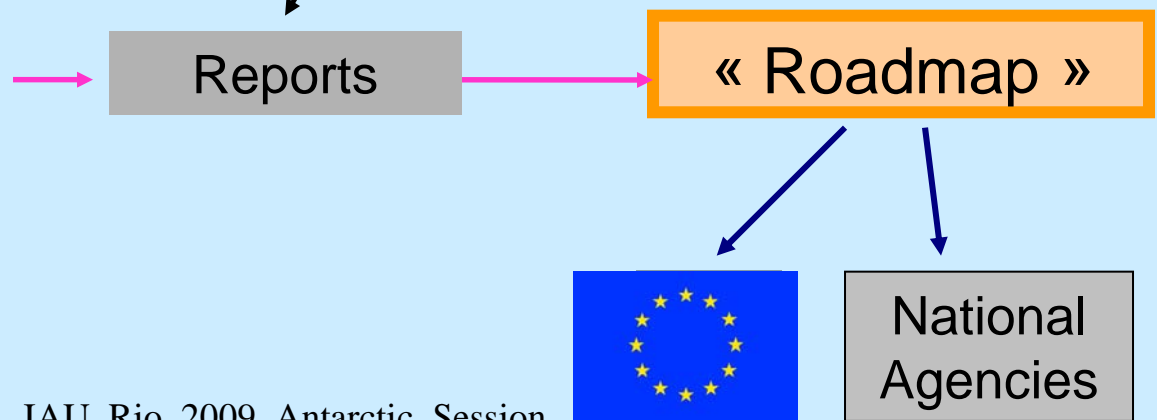 Reports
« Roadmap »
National
Agencies
IAU Rio 2009 Antarctic Session